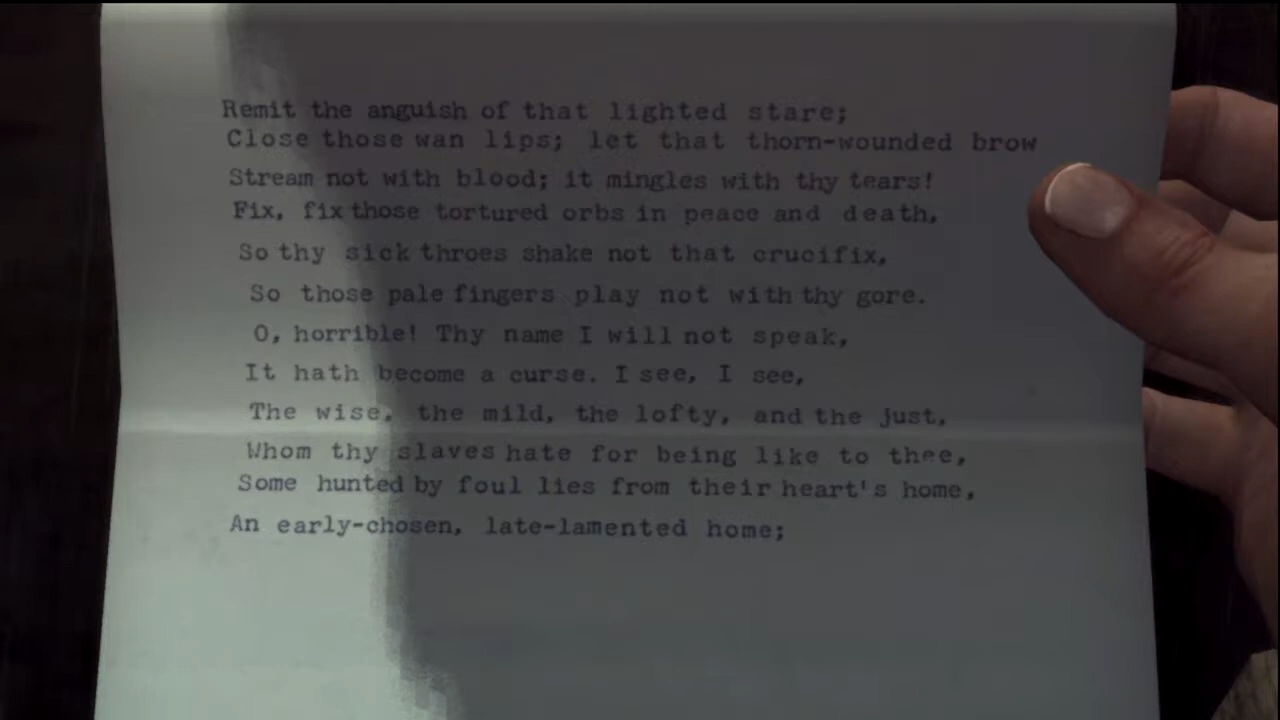 Remit the anguish of that lighted stare;
Close those wan lips; let that thorn-wounded brow
Stream not with blood; it mingles with thy tears!
Fix, fix those tortured orbs in peace and death,
So thy sick throes shake not that crucifix,
So those pale fingers play not with thy gore.
O, horrible! Thy name I will not speak,
It hath become a curse. I see, I see,
The wise, the mild, the lofty, and the just,
Whom thy slaves hate for being like to thee,
Some hunted by foul lies from their heart's home,
An early-chosen, late-lamented home;